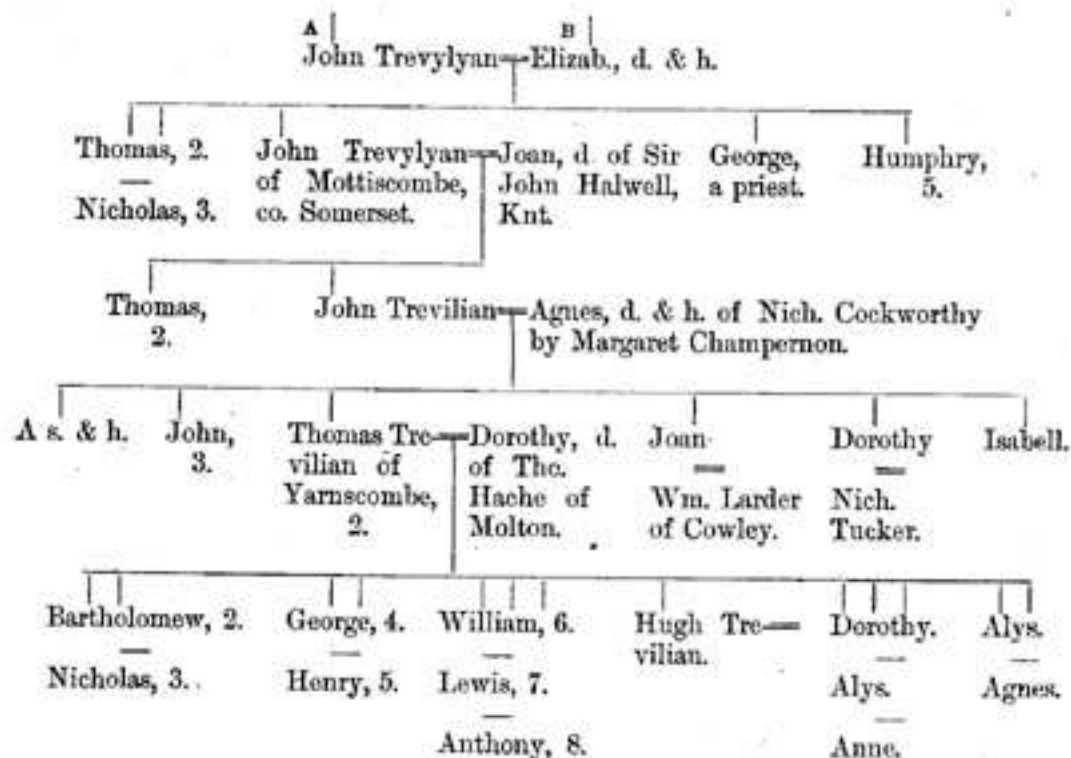 A B
John Trevylyan Elizab., d. & h.
Thomas, 2.
Nicholas, 3.
John Trevylyan
of Mottiscombe,
co. Somerset.
Joan, d. of Sir
John Halwell,
Knt.
George,
a priest.
Humphry,
5.
Thomas,
2.
John Trevilian
Agnes, d. & h. of Nich. Cockworthy
by Margaret Champernon.
A s. & h.
John,
3.
Thomas Tre-
vilian of
Yarnscombe,
2.
Dorothy, d.
of Tho.
Hache of
Molton.
Joan
Wm. Larder
of Cowley.
Dorothy
Nich.
Tucker.
Isabell.
Bartholomew, 2.
Nicholas, 3.
George, 4.
Henry, 5.
William, 6.
Lewis, 7.
Anthony, 8.
Hugh Tre-
vilian.
Dorothy.
Alys.
Anne.
Alys.
Agnes.